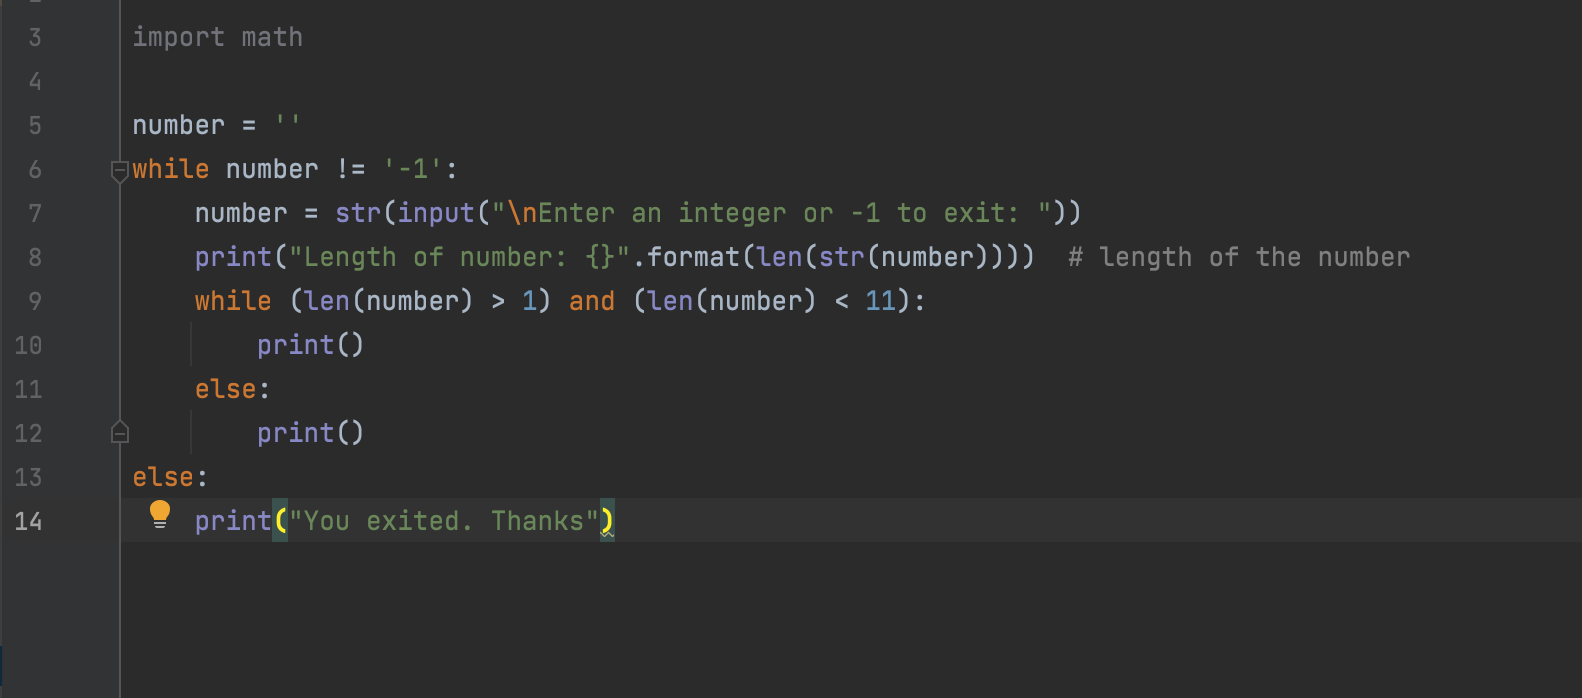 3 import math
4
5 number = ''
6 while number != '-1':
7     number = str(input("\nEnter an integer or -1 to exit: "))
8     print("Length of number: {}".format(len(str(number))))  # length of the number
9     while (len(number) > 1) and (len(number) < 11):
10         print()
11     else:
12         print()
13 else:
14     print("You exited. Thanks")